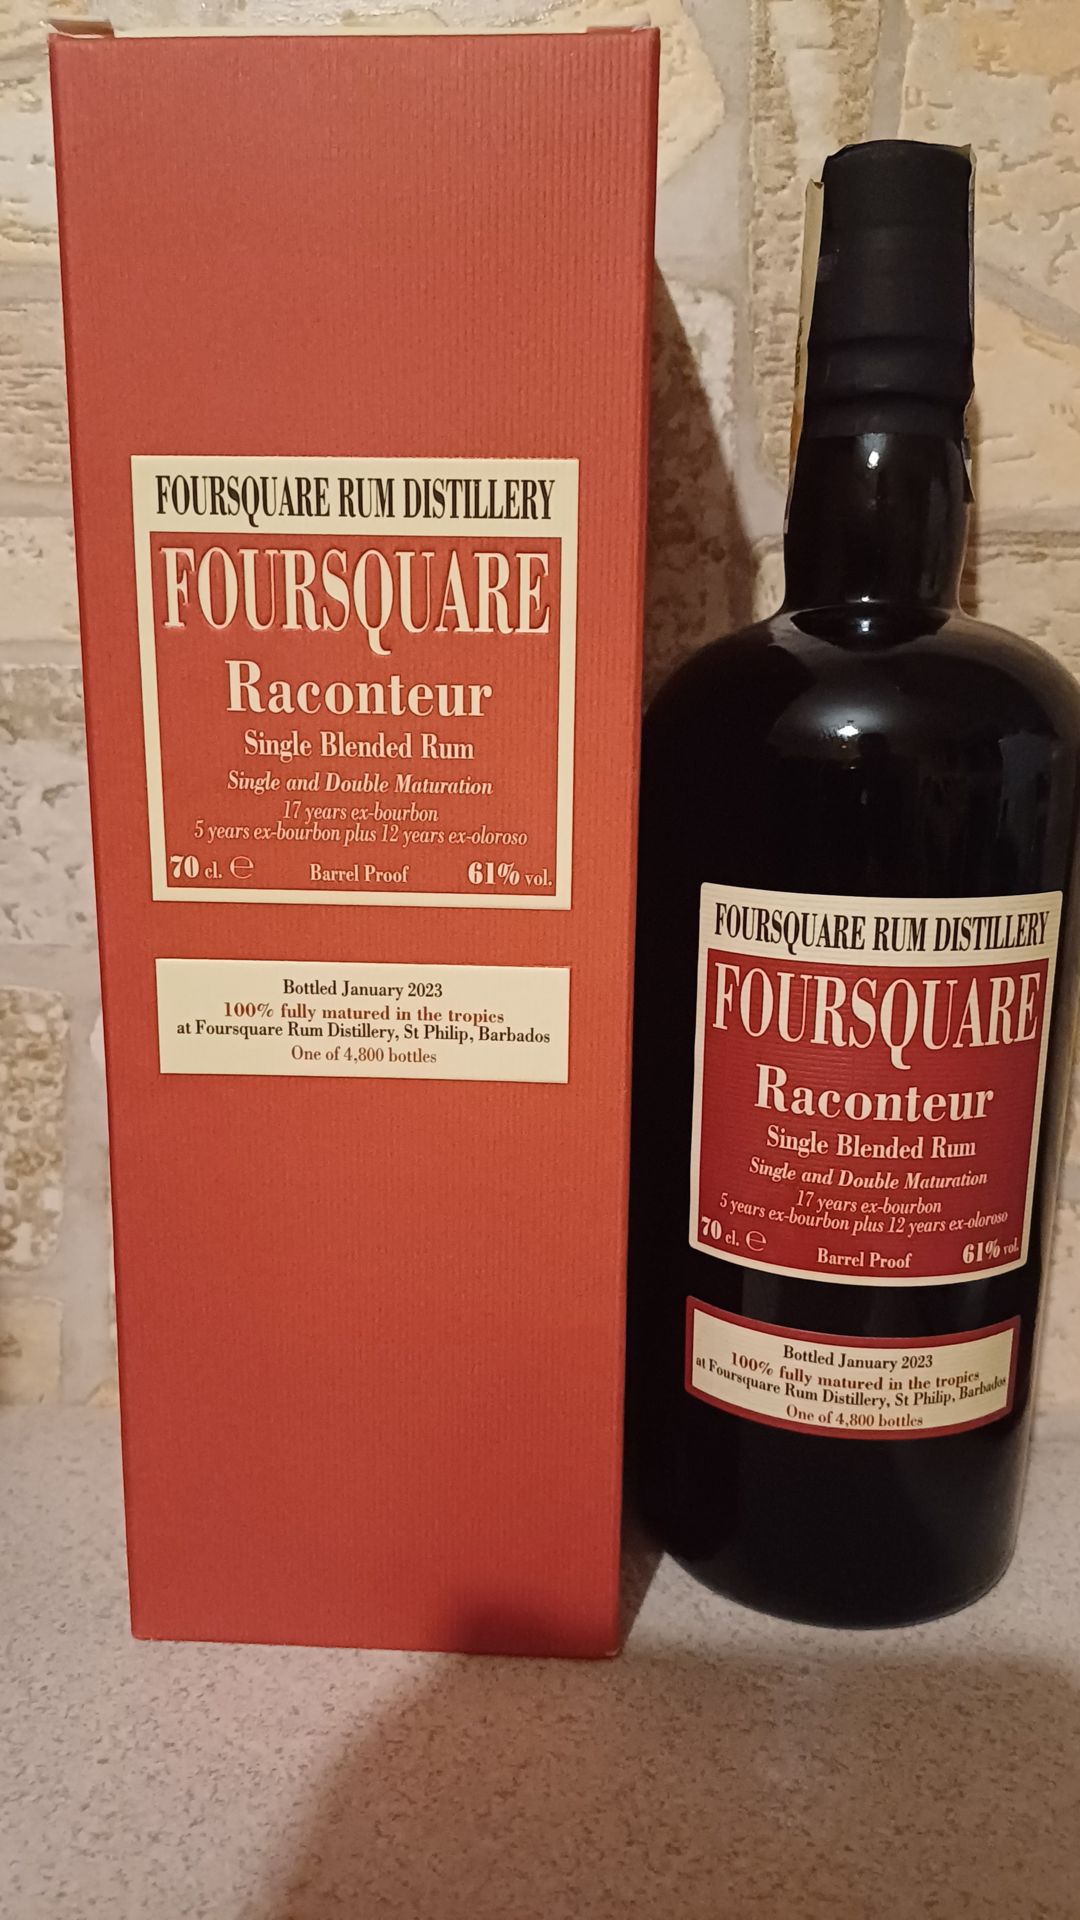 FOURSQUARE RUM DISTILLERY
FOURSQUARE
Raconteur
Single Blended Rum
Single and Double Maturation
17 years ex-bourbon
5 years ex-bourbon plus 12 years ex-oloroso
70 cl. ℮ Barrel Proof 61% vol.
Bottled January 2023
100% fully matured in the tropics
at Foursquare Rum Distillery, St Philip, Barbados
One of 4,800 bottles
FOURSQUARE RUM DISTILLERY
FOURSQUARE
Raconteur
Single Blended Rum
Single and Double Maturation
17 years ex-bourbon
5 years ex-bourbon plus 12 years ex-oloroso
70 cl. ℮ Barrel Proof 61% vol.
Bottled January 2023
100% fully matured in the tropics
at Foursquare Rum Distillery, St Philip, Barbados
One of 4,800 bottles